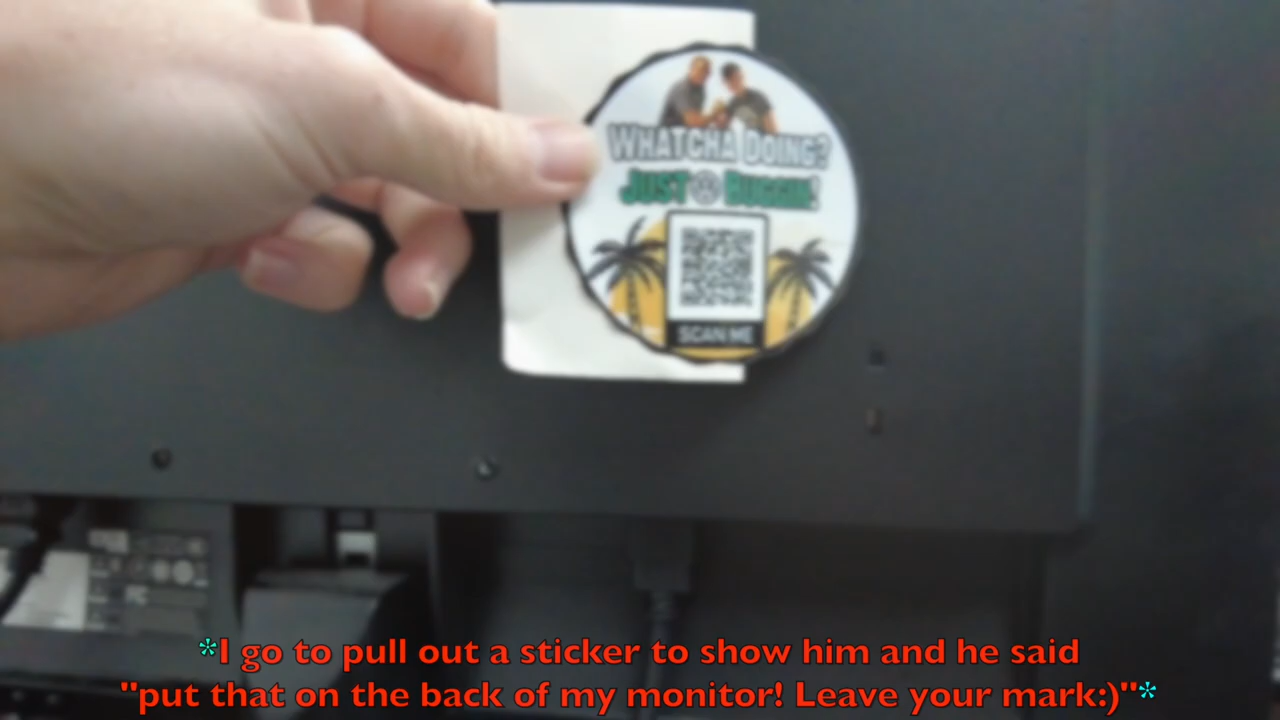 WHATCHA DOING?
JUST BUGGIN!
SCAN ME
*I go to pull out a sticker to show him and he said
"put that on the back of my monitor! Leave your mark:)"*